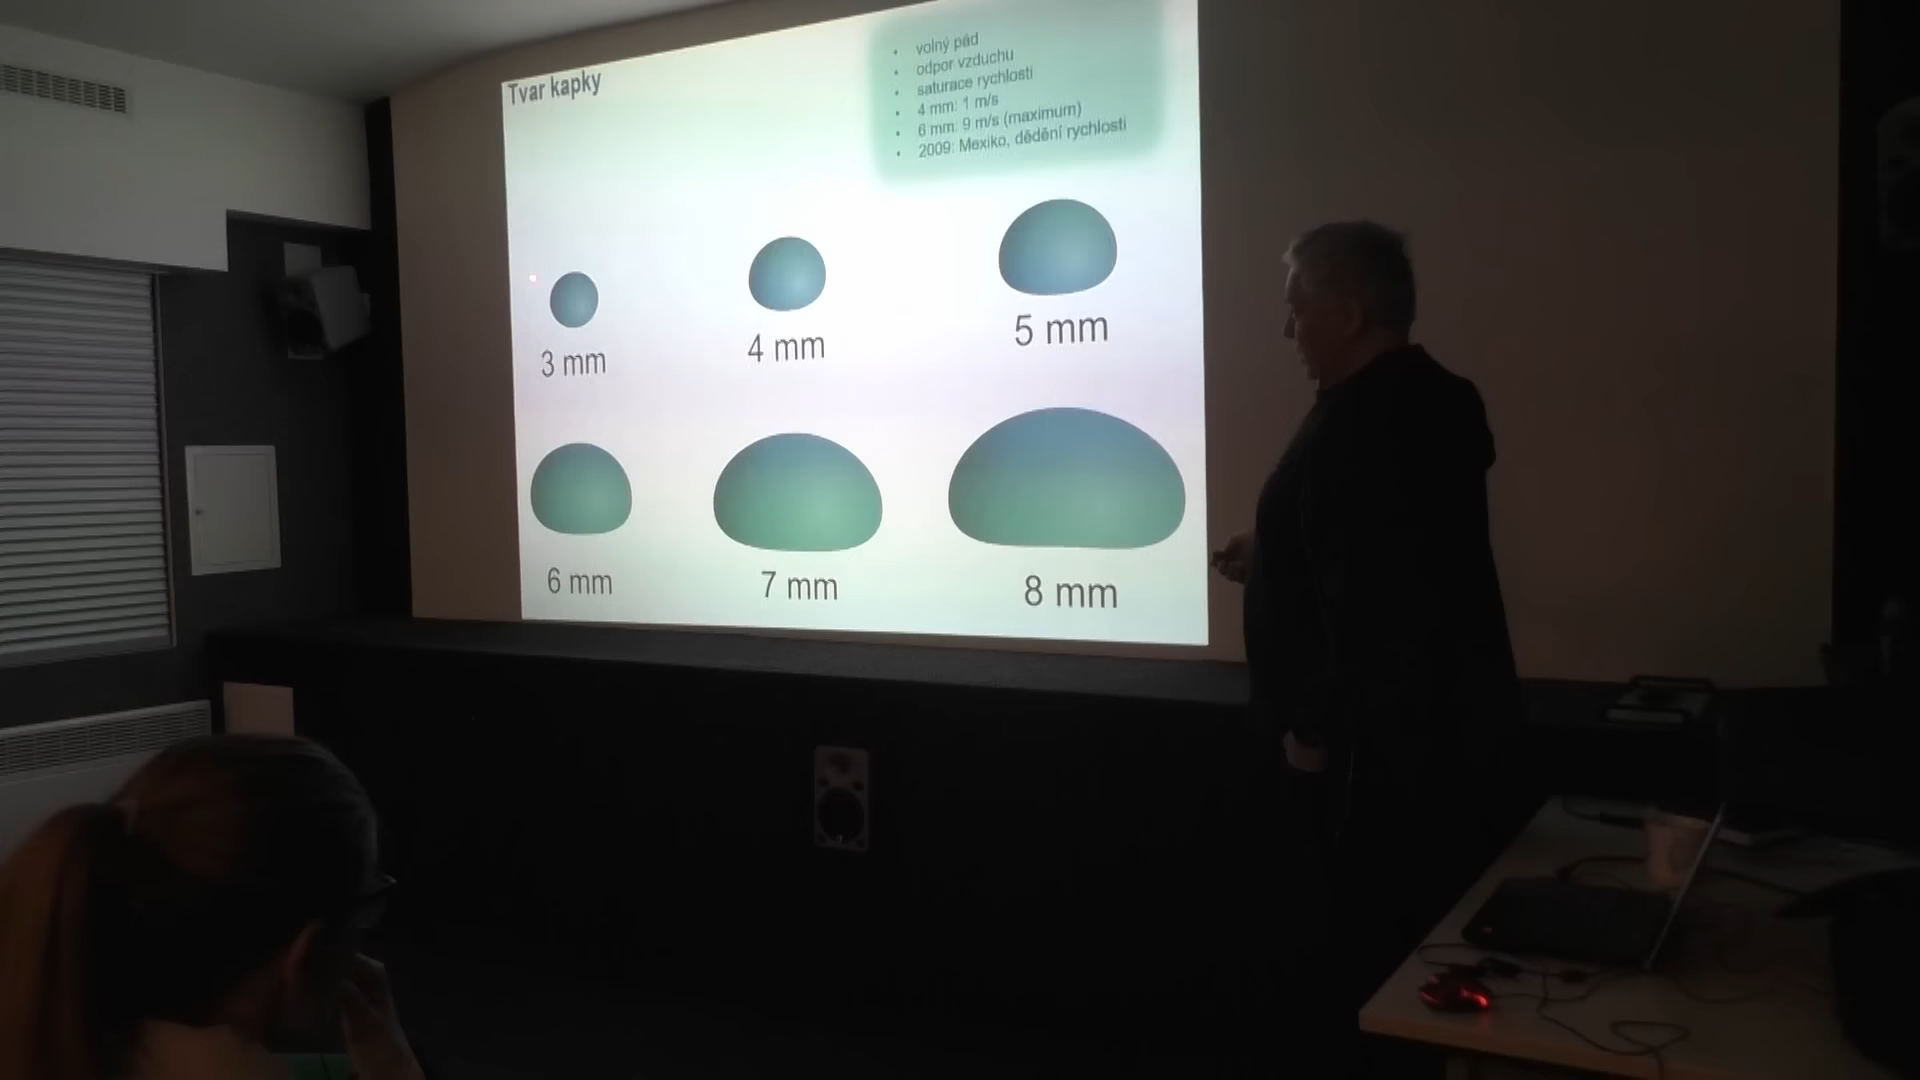 Tvar kapky
• volný pád
• odpor vzduchu
• saturace rychlosti
• 4 mm: 1 m/s
• 6 mm: 9 m/s (maximum)
• 2009: Mexiko, dědění rychlosti
3 mm
4 mm
5 mm
6 mm
7 mm
8 mm